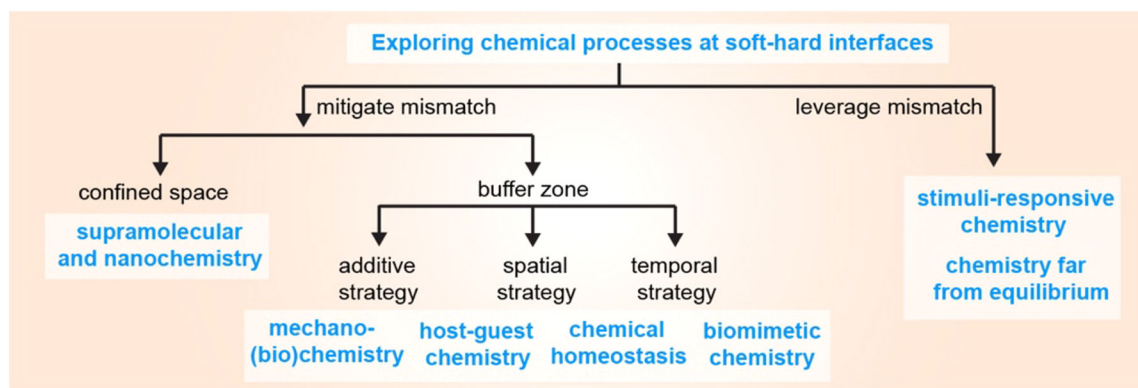 Exploring chemical processes at soft-hard interfaces
mitigate mismatch
leverage mismatch
confined space
supramolecular
and nanochemistry
buffer zone
additive
strategy
spatial
strategy
temporal
strategy
mechano-
(bio)chemistry
host-guest
chemistry
chemical
homeostasis
biomimetic
chemistry
stimuli-responsive
chemistry
chemistry far
from equilibrium